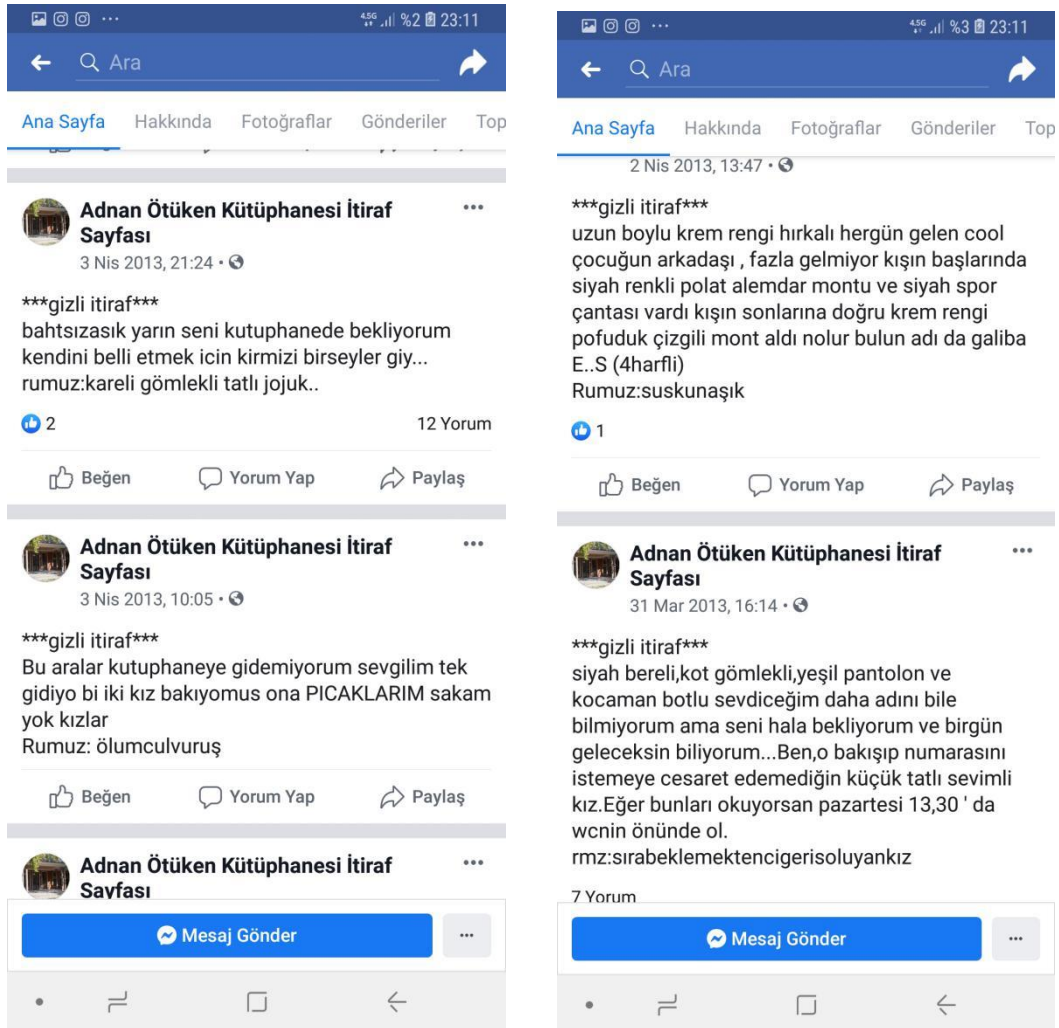 4,5G %2 23:11
Ara
Ana Sayfa Hakkında Fotoğraflar Gönderiler Top
Adnan Ötüken Kütüphanesi İtiraf
Sayfası
3 Nis 2013, 21:24
***gizli itiraf***
bahtsızasık yarın seni kutuphanede bekliyorum
kendini belli etmek icin kirmizi birseyler giy...
rumuz:kareli gömlekli tatlı jojuk..
2 12 Yorum
Beğen Yorum Yap Paylaş
Adnan Ötüken Kütüphanesi İtiraf
Sayfası
3 Nis 2013, 10:05
***gizli itiraf***
Bu aralar kutuphaneye gidemiyorum sevgilim tek
gidiyo bi iki kız bakıyomus ona PICAKLARIM sakam
yok kızlar
Rumuz: ölumculvuruş
Beğen Yorum Yap Paylaş
Adnan Ötüken Kütüphanesi İtiraf
Sayfası
Mesaj Gönder
4,5G %3 23:11
Ara
Ana Sayfa Hakkında Fotoğraflar Gönderiler Top
2 Nis 2013, 13:47
***gizli itiraf***
uzun boylu krem rengi hırkalı hergün gelen cool
çocuğun arkadaşı , fazla gelmiyor kışın başlarında
siyah renkli polat alemdar montu ve siyah spor
çantası vardı kışın sonlarına doğru krem rengi
pofuduk çizgili mont aldı nolur bulun adı da galiba
E..S (4harfli)
Rumuz:suskunaşık
1
Beğen Yorum Yap Paylaş
Adnan Ötüken Kütüphanesi İtiraf
Sayfası
31 Mar 2013, 16:14
***gizli itiraf***
siyah bereli,kot gömlekli,yeşil pantolon ve
kocaman botlu sevdiceğim daha adını bile
bilmiyorum ama seni hala bekliyorum ve birgün
geleceksin biliyorum...Ben,o bakışıp numarasını
istemeye cesaret edemediğin küçük tatlı sevimli
kız.Eğer bunları okuyorsan pazartesi 13,30 ' da
wcnin önünde ol.
rmz:sırabeklemektencigerisoluyankız
7 Yorum
Mesaj Gönder